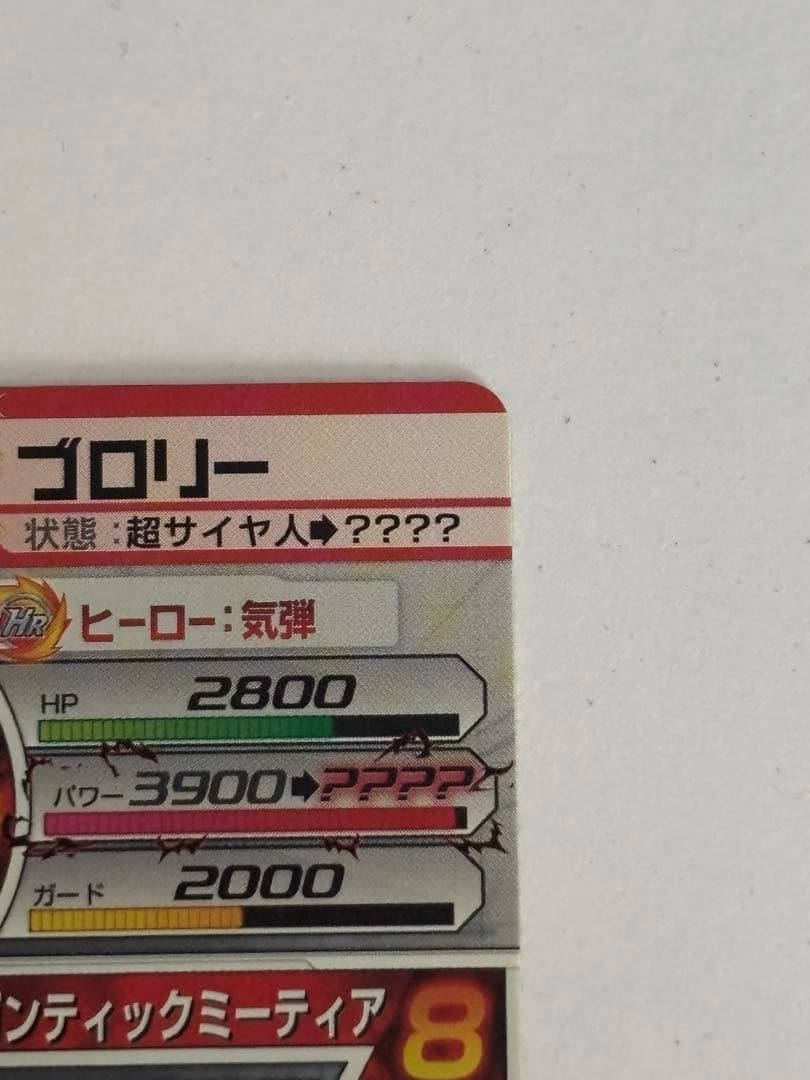 ゴロリー
状態：超サイヤ人➡????
HR ヒーロー：気弾
HP 2800
パワー 3900➡????
ガード 2000
ンティックミーティア 8